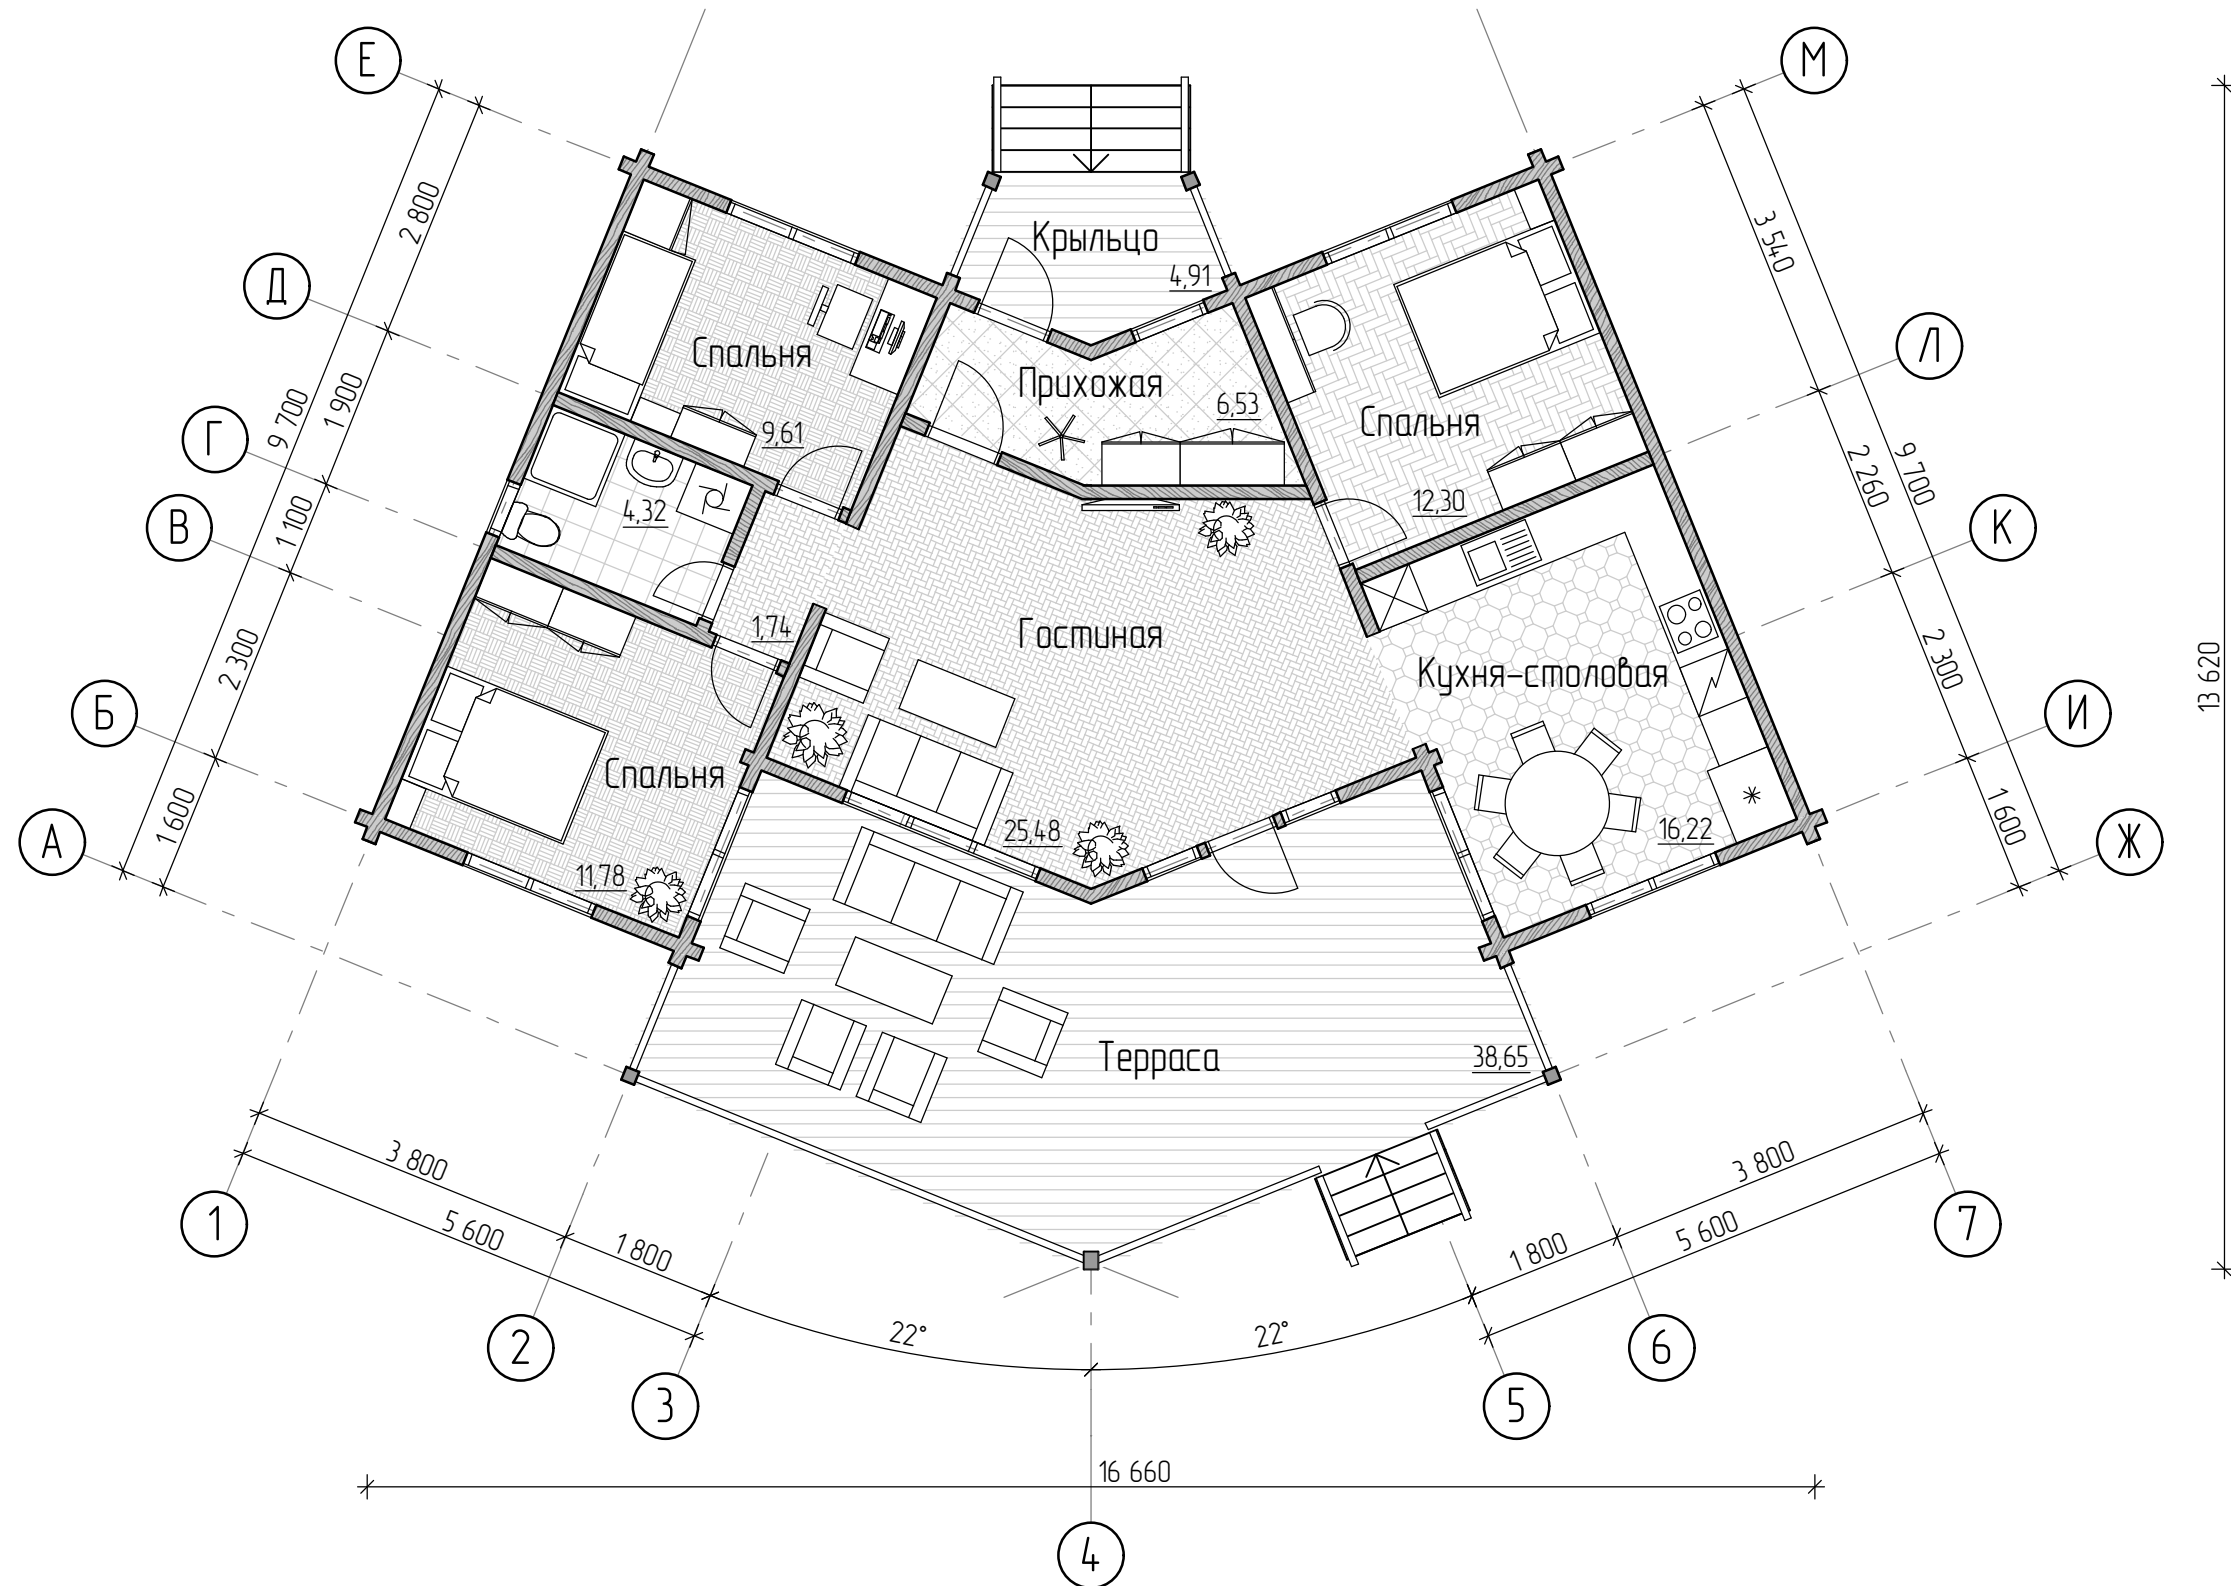 Е
М
2 800
3 540
Крыльцо
4,91
Д
Л
9 700
1 900
Спальня
9,61
Прихожая
6,53
Спальня
12,30
Г
К
2 260
9 700
4,32
1 100
В
1,74
Гостиная
Кухня-столовая
2 300
2 300
13 620
Б
И
Спальня
11,78
25,48
16,22
1 600
1 600
А
Ж
Терраса
38,65
3 800
3 800
5 600
1 800
1 800
5 600
1
7
22°
22°
2
6
3
5
16 660
4